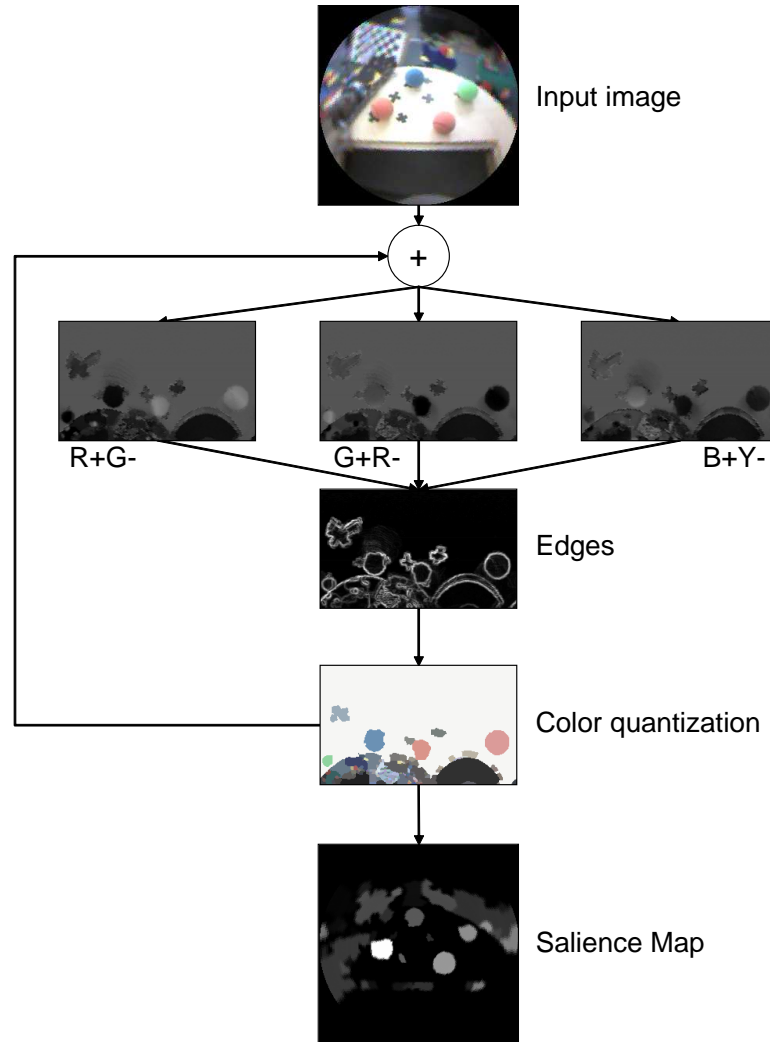 Input image
+
R+G-
G+R-
B+Y-
Edges
Color quantization
Salience Map